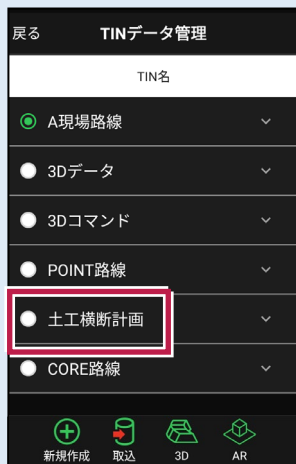 戻る TINデータ管理
TIN名
A現場路線
3Dデータ
3Dコマンド
POINT路線
土工横断計画
CORE路線
新規作成 取込 3D AR